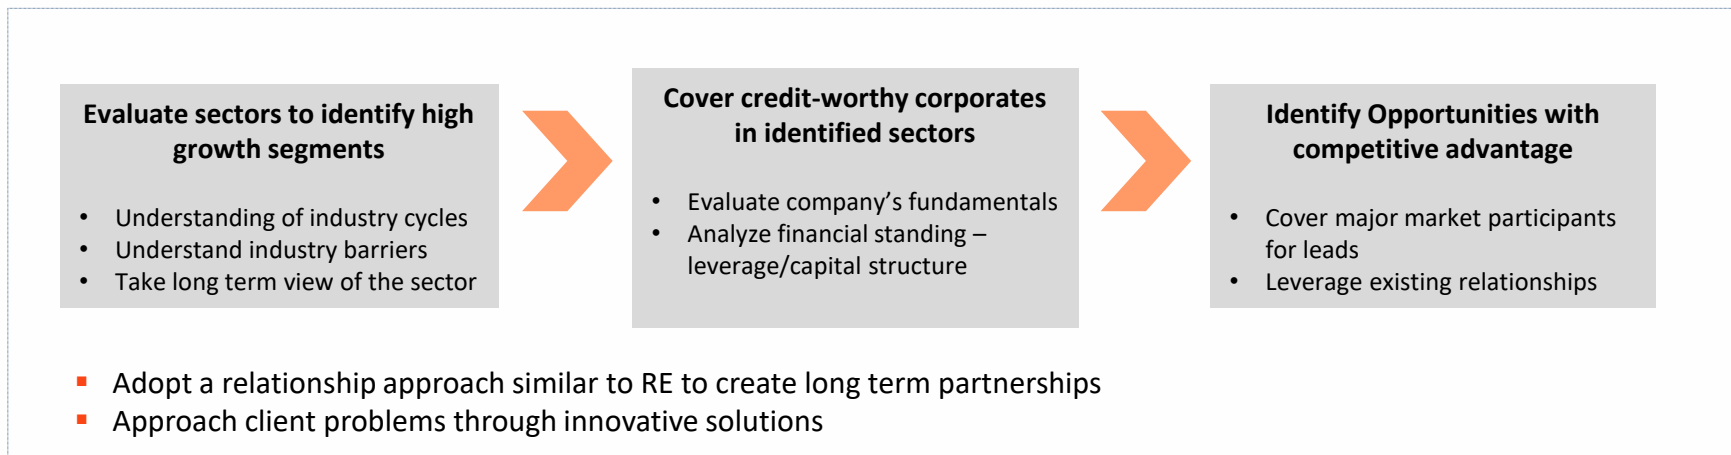 Evaluate sectors to identify high
growth segments
• Understanding of industry cycles
• Understand industry barriers
• Take long term view of the sector
Cover credit-worthy corporates
in identified sectors
• Evaluate company’s fundamentals
• Analyze financial standing –
leverage/capital structure
Identify Opportunities with
competitive advantage
• Cover major market participants
for leads
• Leverage existing relationships
▪ Adopt a relationship approach similar to RE to create long term partnerships
▪ Approach client problems through innovative solutions